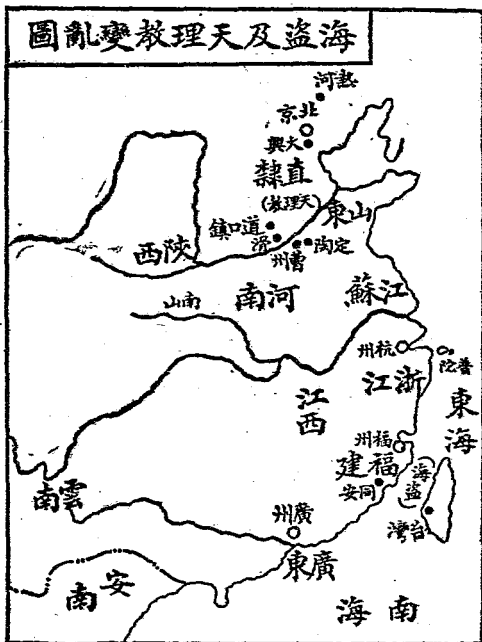 海盜及天理教變亂圖
熱河
北京
大興
直隸
(天理教)
山東
道口鎮
滑
定陶
曹州
陝西
河南
江蘇
南山
杭州
普陀
浙江
江西
東海
福州
福建
(海盜)
同安
台灣
雲南
廣州
廣東
安南
南海